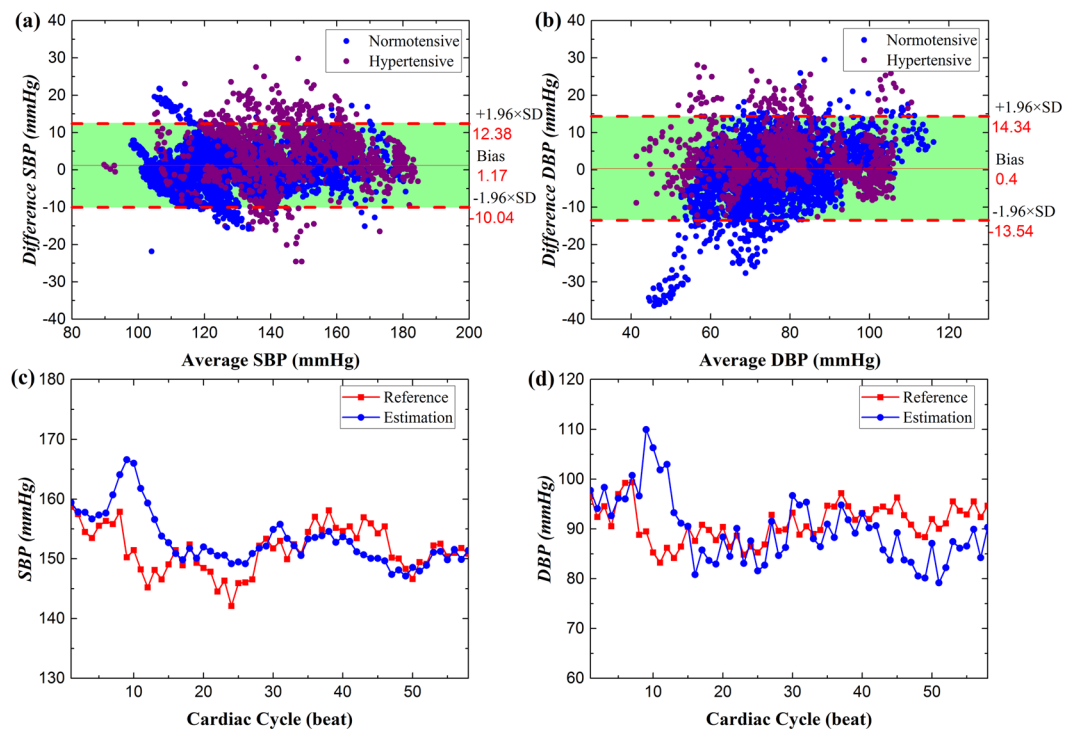 (a)
Difference SBP (mmHg)
40
30
20
10
0
-10
-20
-30
-40
80
100
120
140
160
180
200
Average SBP (mmHg)
Normotensive
Hypertensive
+1.96×SD
12.38
Bias
1.17
-1.96×SD
-10.04
(b)
Difference DBP (mmHg)
40
30
20
10
0
-10
-20
-30
-40
40
60
80
100
120
Average DBP (mmHg)
Normotensive
Hypertensive
+1.96×SD
14.34
Bias
0.4
-1.96×SD
-13.54
(c)
SBP (mmHg)
180
170
160
150
140
130
10
20
30
40
50
Cardiac Cycle (beat)
Reference
Estimation
(d)
DBP (mmHg)
120
110
100
90
80
70
60
10
20
30
40
50
Cardiac Cycle (beat)
Reference
Estimation